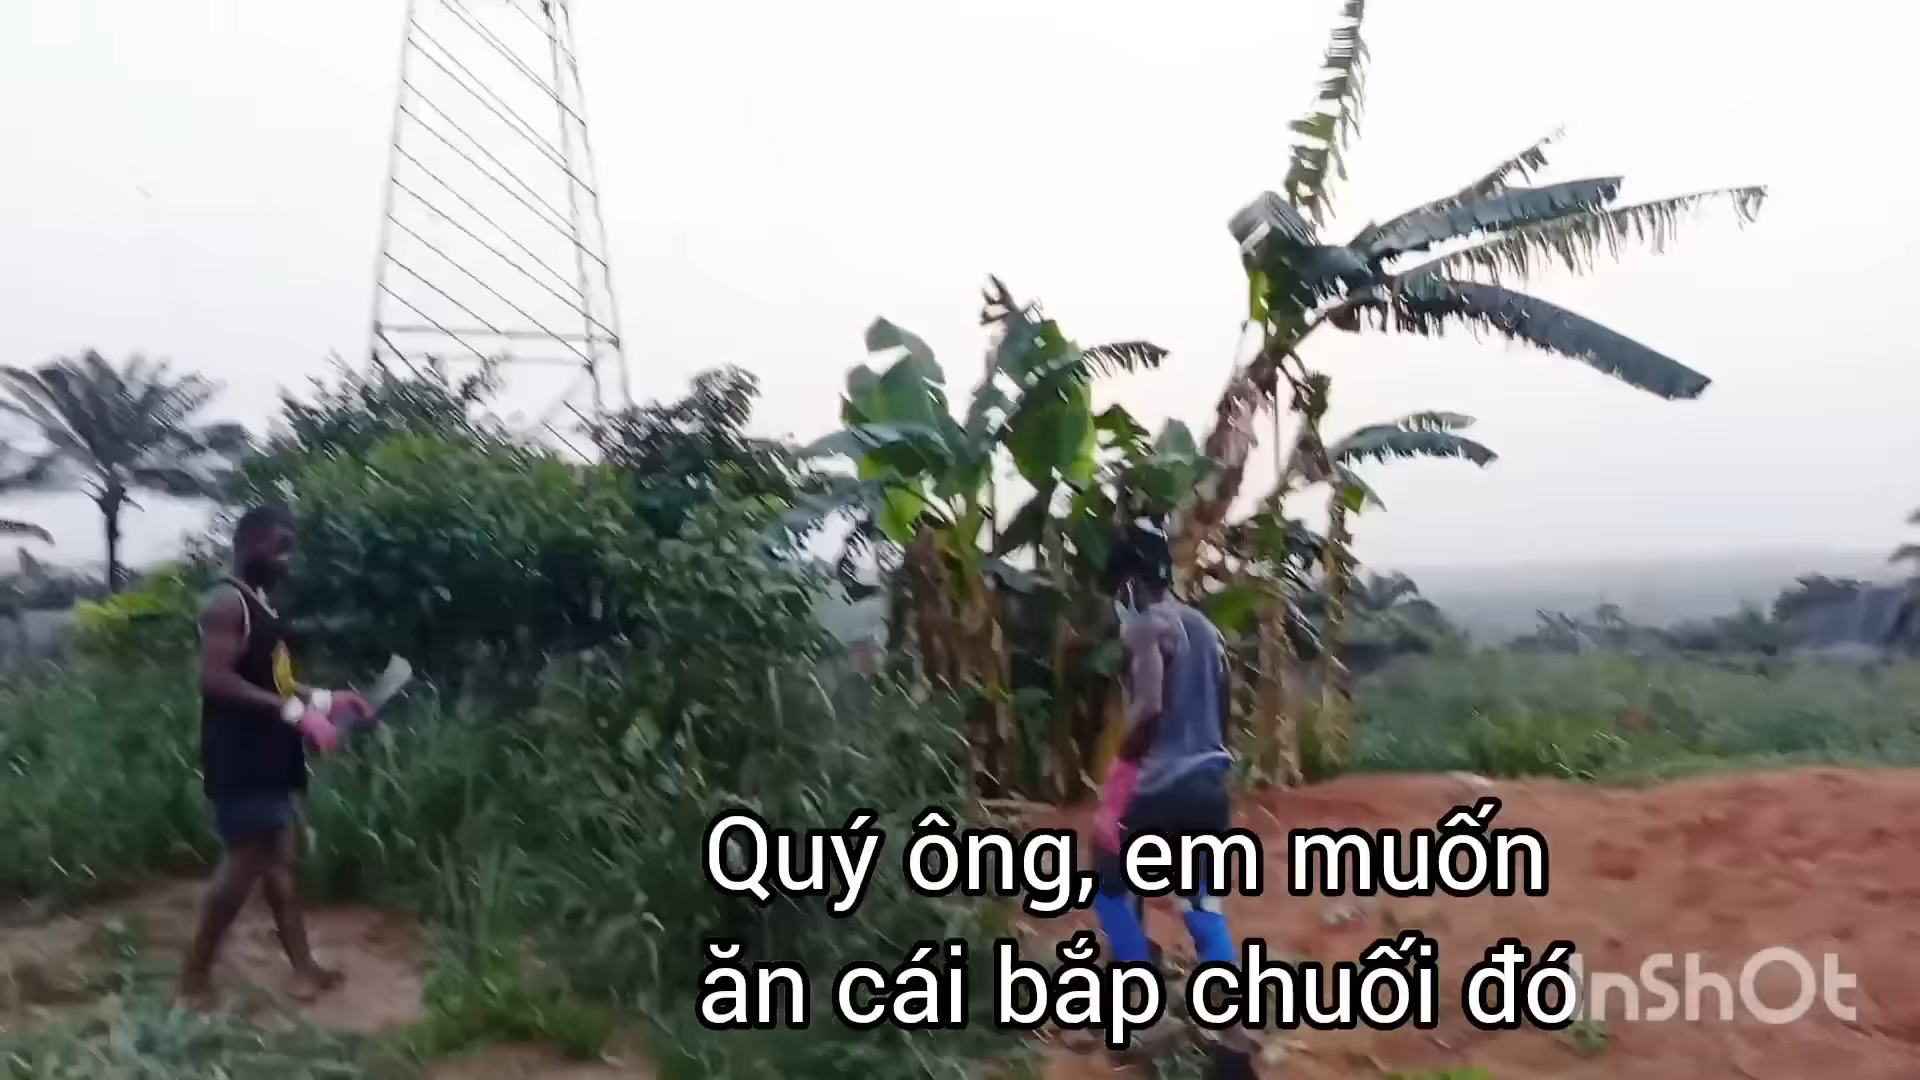 Quý ông, em muốn
ăn cái bắp chuối đó
InShOt